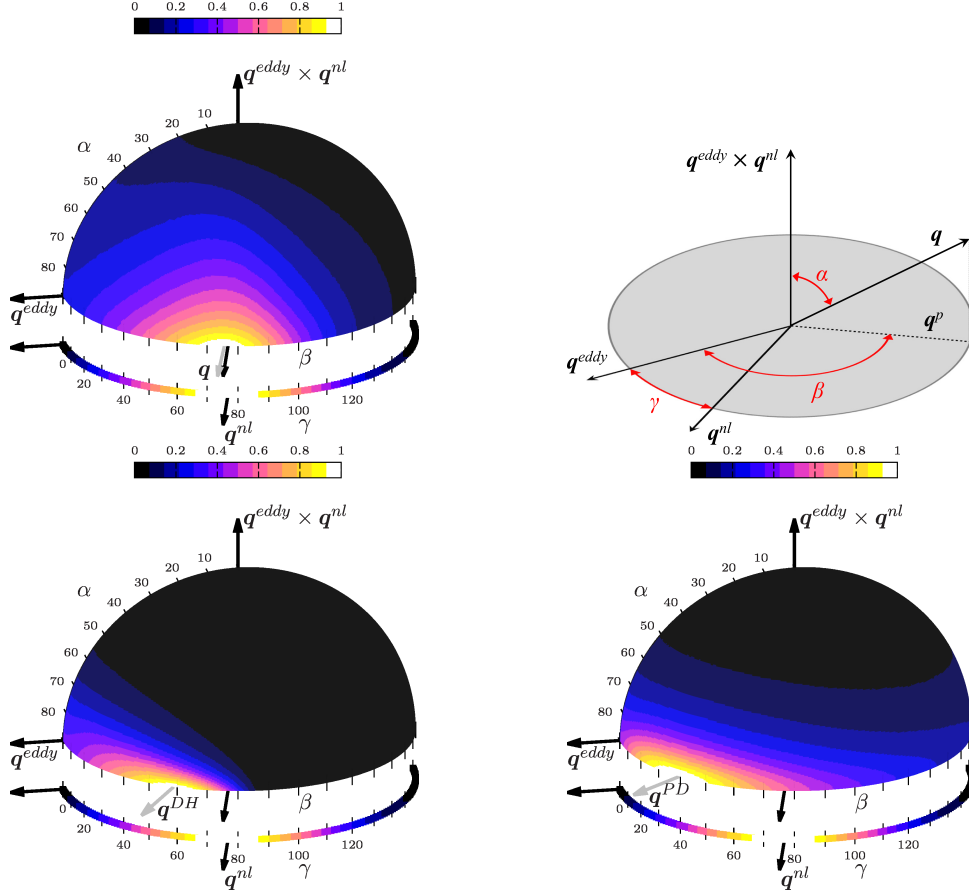 0 0.2 0.4 0.6 0.8 1
q^{eddy} × q^{nl}
10
20
30
α
40
50
60
70
80
q^{eddy}
q
β
0
20
40
60
80
100
120
q^{nl}
γ
q^{eddy} × q^{nl}
q
α
q^p
q^{eddy}
β
γ
q^{nl}
0 0.2 0.4 0.6 0.8 1
q^{eddy} × q^{nl}
10
20
30
α
40
50
60
70
80
q^{eddy}
q^{DH}
β
0
20
40
60
80
100
120
q^{nl}
γ
0 0.2 0.4 0.6 0.8 1
q^{eddy} × q^{nl}
10
20
30
α
40
50
60
70
80
q^{eddy}
q^{PD}
β
0
20
40
60
80
100
120
q^{nl}
γ